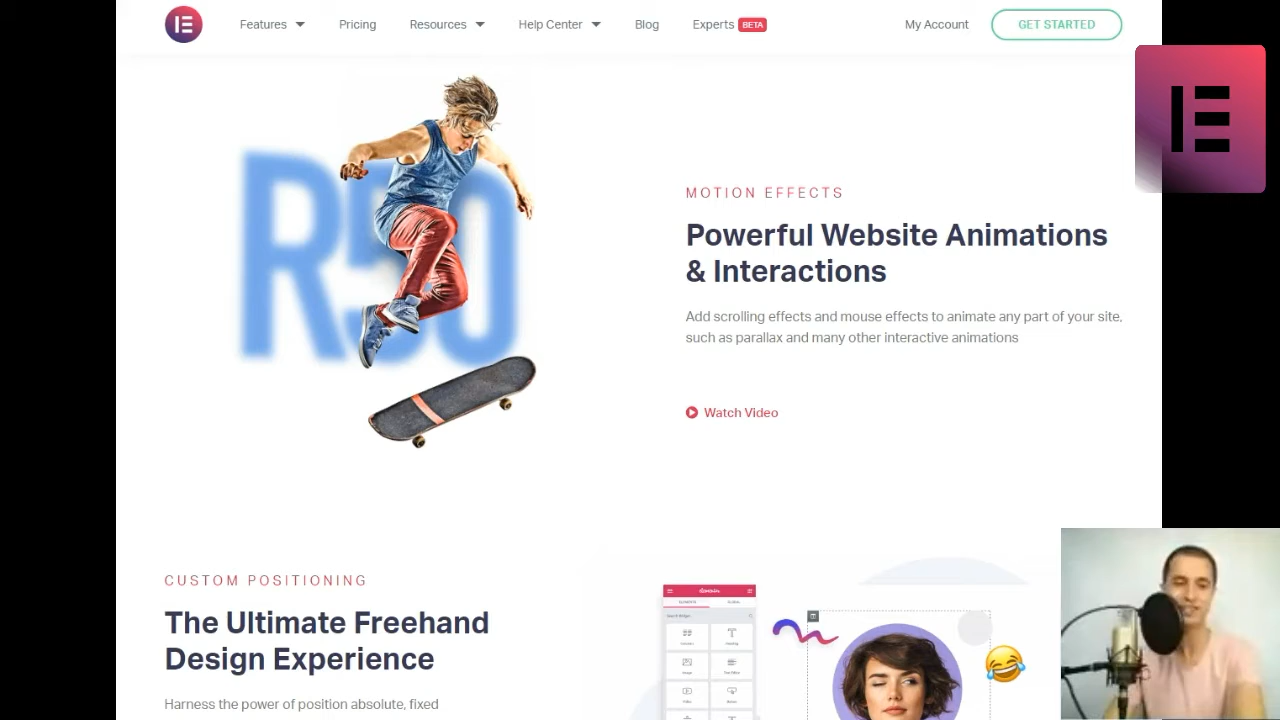 Features
Pricing
Resources
Help Center
Blog
Experts BETA
My Account
GET STARTED
R50
MOTION EFFECTS
Powerful Website Animations
& Interactions
Add scrolling effects and mouse effects to animate any part of your site,
such as parallax and many other interactive animations
Watch Video
CUSTOM POSITIONING
The Ultimate Freehand
Design Experience
Harness the power of position absolute, fixed